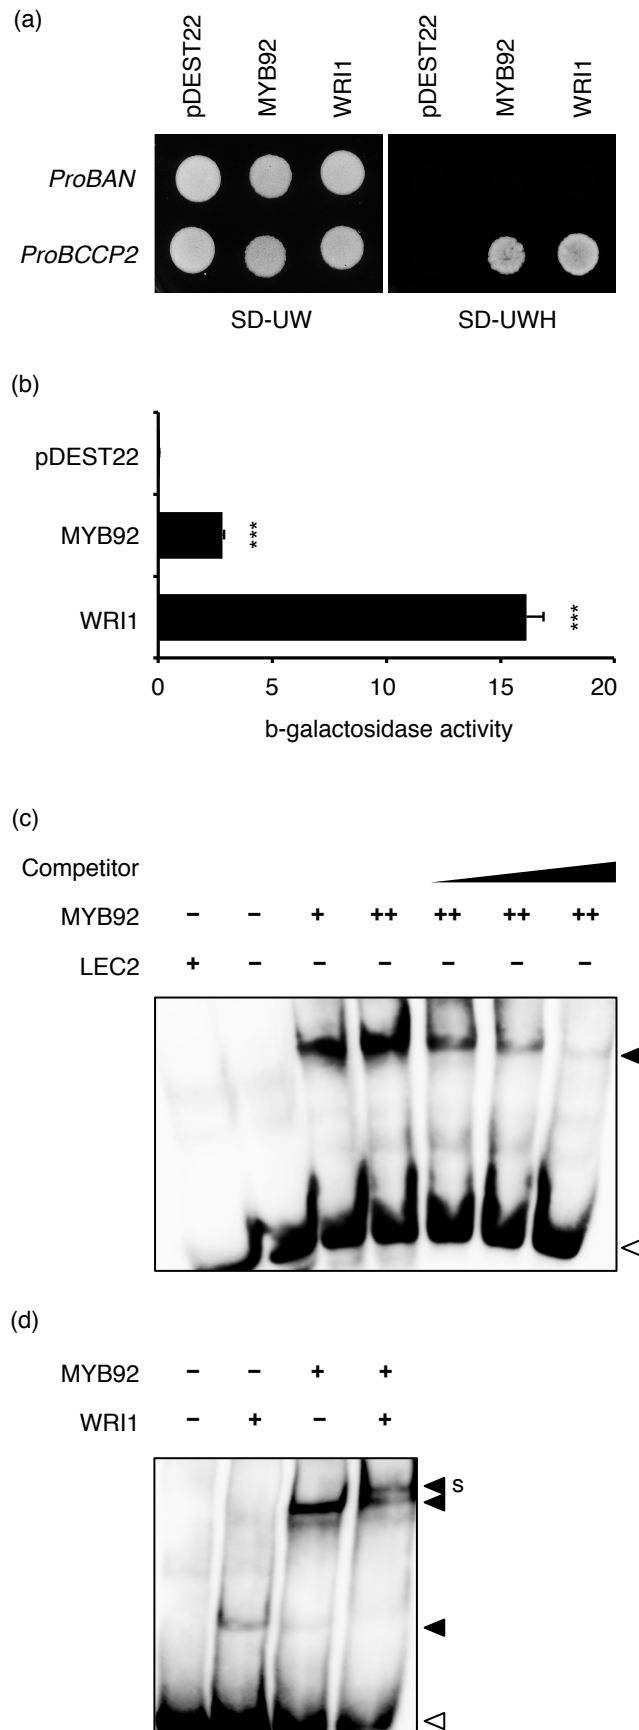 (a)
pDEST22 MYB92 WRI1 pDEST22 MYB92 WRI1
ProBAN
ProBCCP2
SD-UW SD-UWH
(b)
pDEST22
MYB92 ***
WRI1 ***
0 5 10 15 20
b-galactosidase activity
(c)
Competitor
MYB92 – – + ++ ++ ++ ++
LEC2 + – – – – – –
(d)
MYB92 – – + +
WRI1 – + – +
s